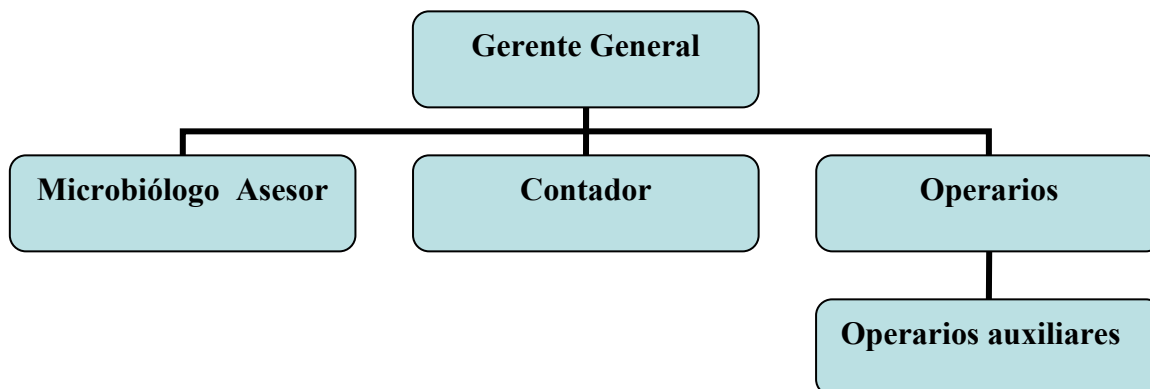 Gerente General
Microbiólogo Asesor
Contador
Operarios
Operarios auxiliares